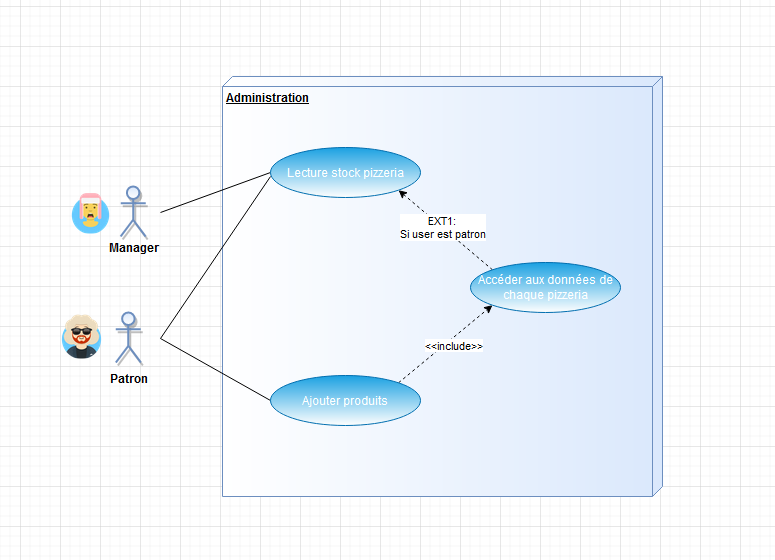 Administration
Lecture stock pizzeria
EXT1:
Si user est patron
Manager
Accéder aux données de
chaque pizzeria
Patron
<<include>>
Ajouter produits